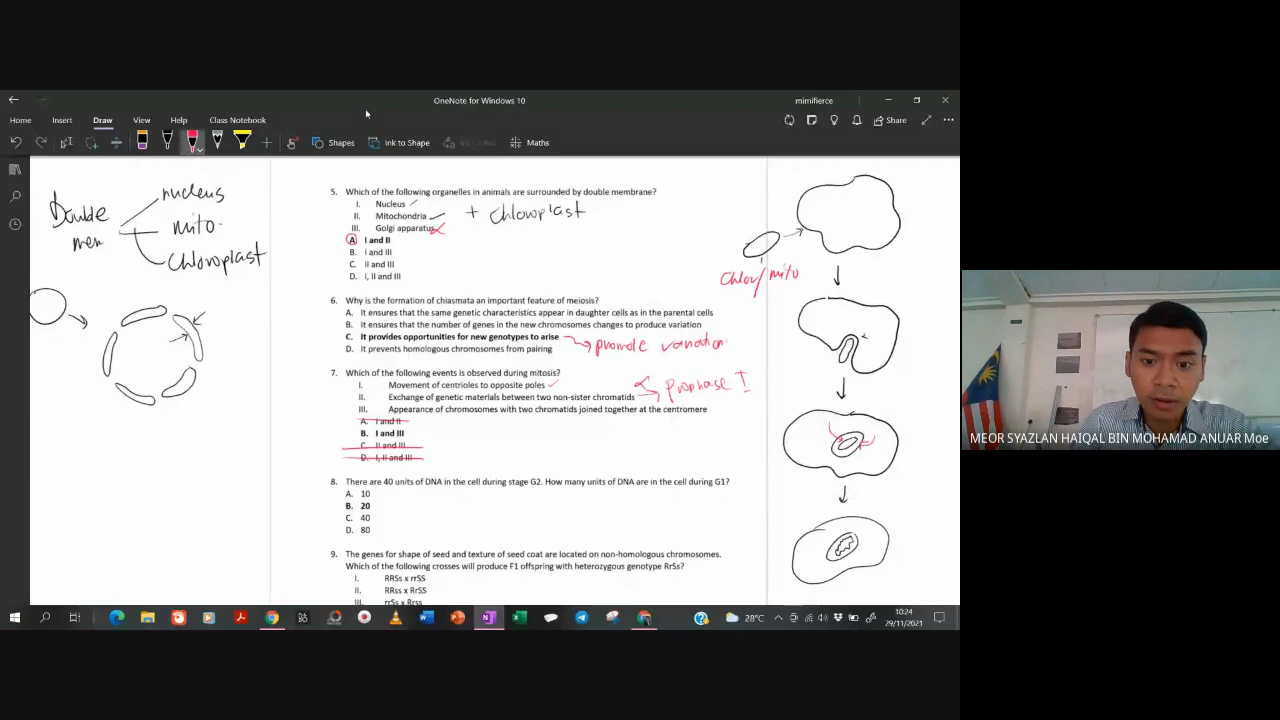 OneNote for Windows 10
mimifierce
Home Insert Draw View Help Class Notebook
Share
Shapes
Ink to Shape
Maths
Double
mem
nucleus
mito.
chloroplast
5. Which of the following organelles in animals are surrounded by double membrane?
I. Nucleus
II. Mitochondria
III. Golgi apparatus
+ chloroplast
A I and II
B. I and III
C. II and III
D. I, II and III
6. Why is the formation of chiasmata an important feature of meiosis?
A. It ensures that the same genetic characteristics appear in daughter cells as in the parental cells
B. It ensures that the number of genes in the new chromosomes changes to produce variation
C. It provides opportunities for new genotypes to arise
promote variation.
D. It prevents homologous chromosomes from pairing
7. Which of the following events is observed during mitosis?
I. Movement of centrioles to opposite poles
II. Exchange of genetic materials between two non-sister chromatids
prophase I
III. Appearance of chromosomes with two chromatids joined together at the centromere
A. I and II
B. I and III
C. II and III
D. I, II and III
8. There are 40 units of DNA in the cell during stage G2. How many units of DNA are in the cell during G1?
A. 10
B. 20
C. 40
D. 80
9. The genes for shape of seed and texture of seed coat are located on non-homologous chromosomes.
Which of the following crosses will produce F1 offspring with heterozygous genotype RrSs?
I. RRSs x rrSS
II. RRss x RrSS
III. rrSs x Rrss
Chlor/mito
MEOR SYAZLAN HAIQAL BIN MOHAMAD ANUAR Moe
28°C
10:24
29/11/2021